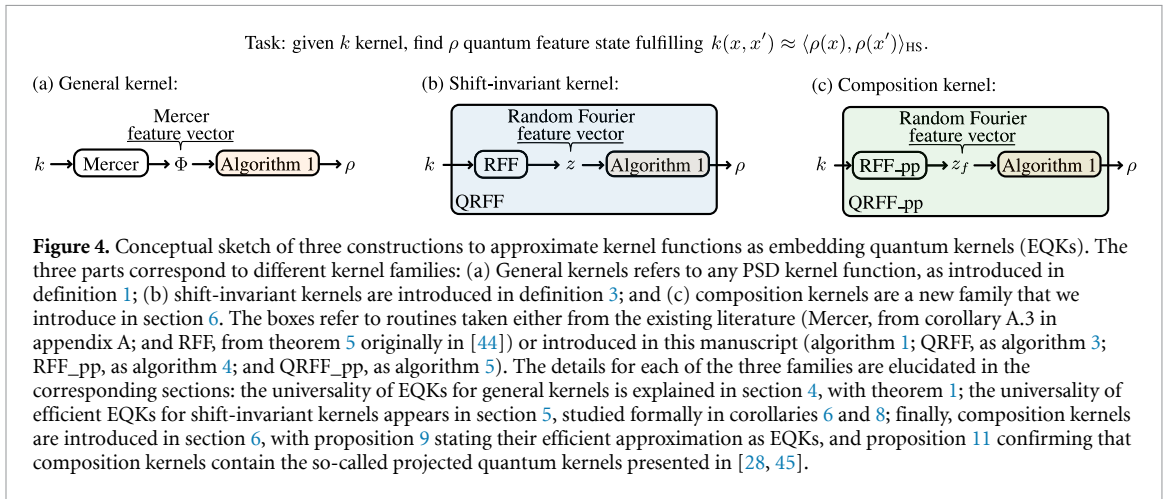 Task: given k kernel, find ρ quantum feature state fulfilling k(x, x′) ≈ ⟨ρ(x), ρ(x′)⟩HS.
(a) General kernel:
Mercer
feature vector
k Mercer Φ Algorithm 1 ρ
(b) Shift-invariant kernel:
Random Fourier
feature vector
k RFF z Algorithm 1 ρ
QRFF
(c) Composition kernel:
Random Fourier
feature vector
k RFF_pp z_f Algorithm 1 ρ
QRFF_pp
Figure 4. Conceptual sketch of three constructions to approximate kernel functions as embedding quantum kernels (EQKs). The
three parts correspond to different kernel families: (a) General kernels refers to any PSD kernel function, as introduced in
definition 1; (b) shift-invariant kernels are introduced in definition 3; and (c) composition kernels are a new family that we
introduce in section 6. The boxes refer to routines taken either from the existing literature (Mercer, from corollary A.3 in
appendix A; and RFF, from theorem 5 originally in [44]) or introduced in this manuscript (algorithm 1; QRFF, as algorithm 3;
RFF_pp, as algorithm 4; and QRFF_pp, as algorithm 5). The details for each of the three families are elucidated in the
corresponding sections: the universality of EQKs for general kernels is explained in section 4, with theorem 1; the universality of
efficient EQKs for shift-invariant kernels appears in section 5, studied formally in corollaries 6 and 8; finally, composition kernels
are introduced in section 6, with proposition 9 stating their efficient approximation as EQKs, and proposition 11 confirming that
composition kernels contain the so-called projected quantum kernels presented in [28, 45].